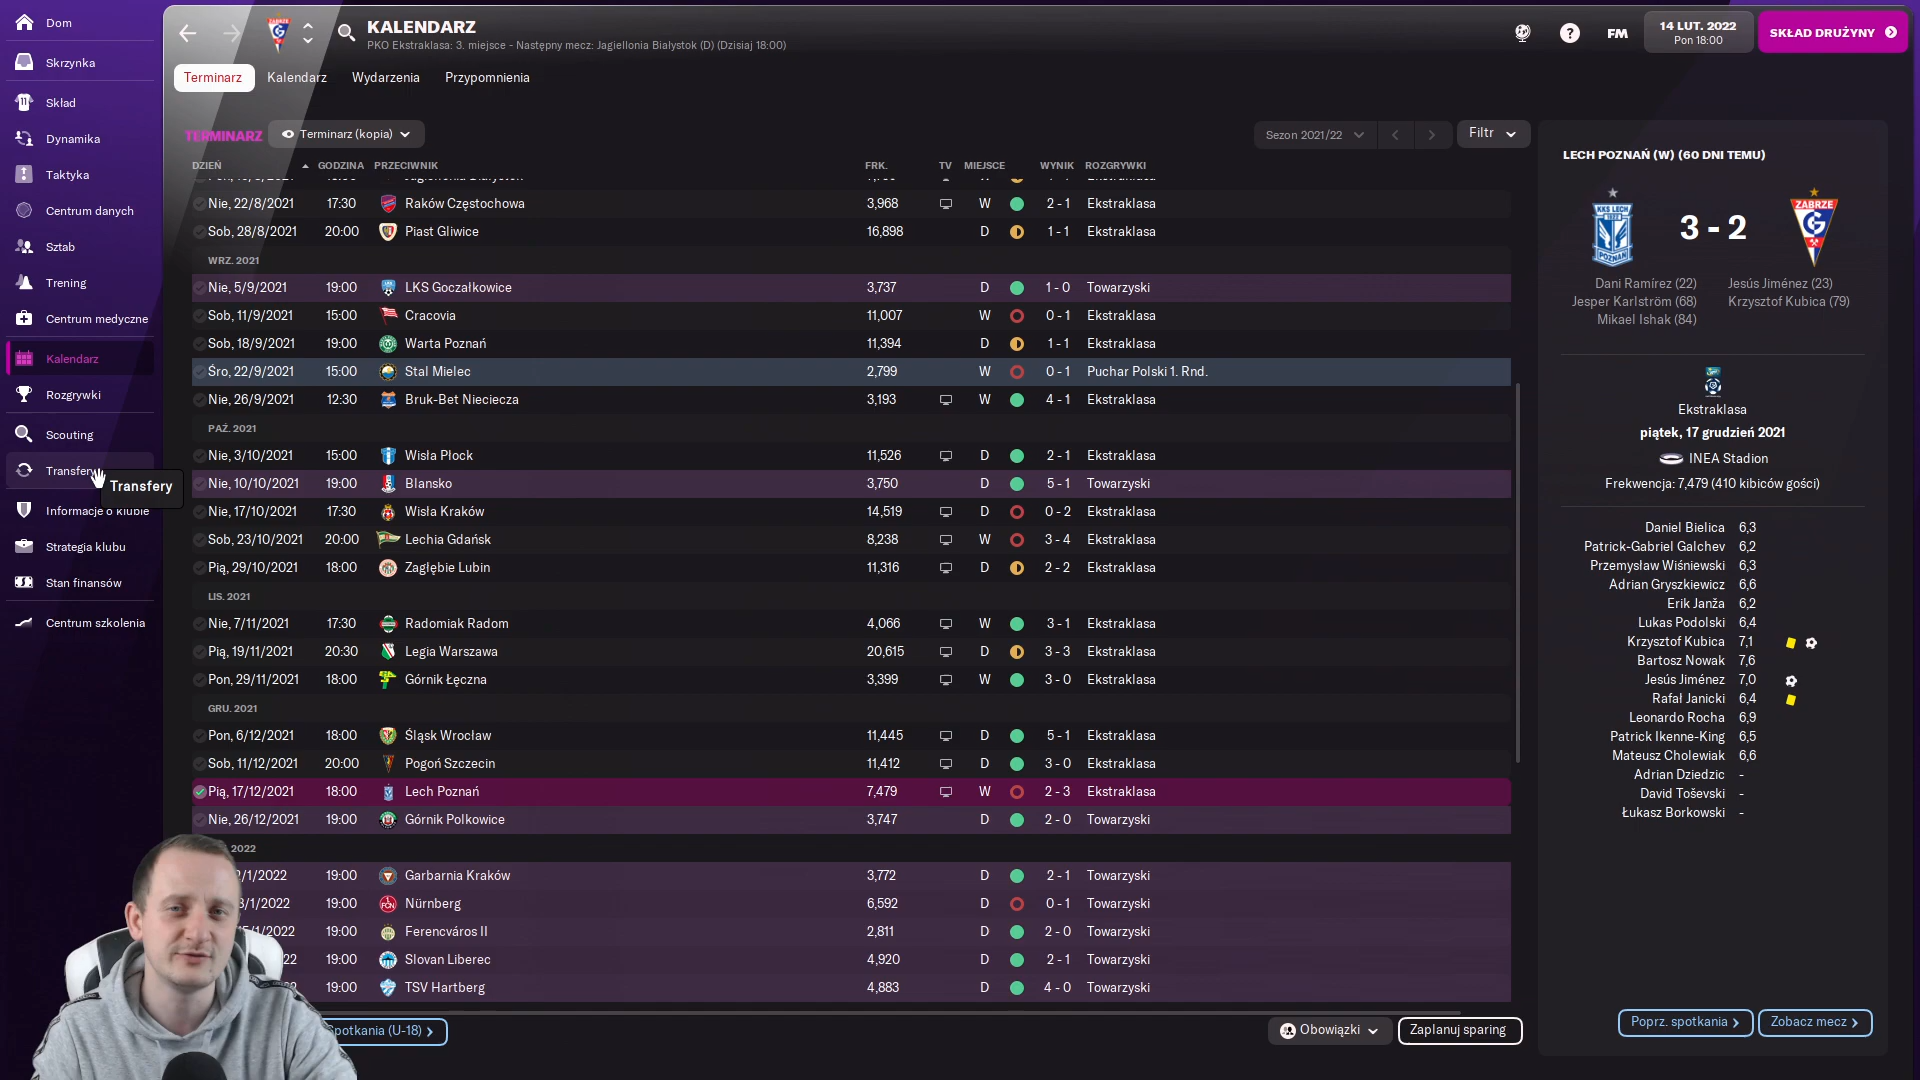 Dom
Skrzynka
Skład
Dynamika
Taktyka
Centrum danych
Sztab
Trening
Centrum medyczne
Kalendarz
Rozgrywki
Scouting
Transfery
Transfery
Informacje o klubie
Strategia klubu
Stan finansów
Centrum szkolenia
KALENDARZ
PKO Ekstraklasa: 3. miejsce - Następny mecz: Jagiellonia Białystok (D) (Dzisiaj 18:00)
FM
14 LUT. 2022
Pon 18:00
SKŁAD DRUŻYNY
Terminarz Kalendarz Wydarzenia Przypomnienia
TERMINARZ Terminarz (kopia) Sezon 2021/22 Filtr
DZIEŃ GODZINA PRZECIWNIK FRK. TV MIEJSCE WYNIK ROZGRYWKI
Nie, 22/8/2021 17:30 Raków Częstochowa 3,968 W 2 - 1 Ekstraklasa
Sob, 28/8/2021 20:00 Piast Gliwice 16,898 D 1 - 1 Ekstraklasa
WRZ. 2021
Nie, 5/9/2021 19:00 LKS Goczałkowice 3,737 D 1 - 0 Towarzyski
Sob, 11/9/2021 15:00 Cracovia 11,007 W 0 - 1 Ekstraklasa
Sob, 18/9/2021 19:00 Warta Poznań 11,394 D 1 - 1 Ekstraklasa
Śro, 22/9/2021 15:00 Stal Mielec 2,799 W 0 - 1 Puchar Polski 1. Rnd.
Nie, 26/9/2021 12:30 Bruk-Bet Nieciecza 3,193 W 4 - 1 Ekstraklasa
PAŹ. 2021
Nie, 3/10/2021 15:00 Wisła Płock 11,526 D 2 - 1 Ekstraklasa
Nie, 10/10/2021 19:00 Blansko 3,750 D 5 - 1 Towarzyski
Nie, 17/10/2021 17:30 Wisła Kraków 14,519 D 0 - 2 Ekstraklasa
Sob, 23/10/2021 20:00 Lechia Gdańsk 8,238 W 3 - 4 Ekstraklasa
Pią, 29/10/2021 18:00 Zagłębie Lubin 11,316 D 2 - 2 Ekstraklasa
LIS. 2021
Nie, 7/11/2021 17:30 Radomiak Radom 4,066 W 3 - 1 Ekstraklasa
Pią, 19/11/2021 20:30 Legia Warszawa 20,615 D 3 - 3 Ekstraklasa
Pon, 29/11/2021 18:00 Górnik Łęczna 3,399 W 3 - 0 Ekstraklasa
GRU. 2021
Pon, 6/12/2021 18:00 Śląsk Wrocław 11,445 D 5 - 1 Ekstraklasa
Sob, 11/12/2021 20:00 Pogoń Szczecin 11,412 D 3 - 0 Ekstraklasa
Pią, 17/12/2021 18:00 Lech Poznań 7,479 W 2 - 3 Ekstraklasa
Nie, 26/12/2021 19:00 Górnik Polkowice 3,747 D 2 - 0 Towarzyski
2022
/1/2022 19:00 Garbarnia Kraków 3,772 D 2 - 1 Towarzyski
/1/2022 19:00 Nürnberg 6,592 D 0 - 1 Towarzyski
/1/2022 19:00 Ferencváros II 2,811 D 2 - 0 Towarzyski
22 19:00 Slovan Liberec 4,920 D 2 - 1 Towarzyski
19:00 TSV Hartberg 4,883 D 4 - 0 Towarzyski
Spotkania (U-18) Obowiązki Zaplanuj sparing
LECH POZNAŃ (W) (60 DNI TEMU)
KKS LECH POZNAŃ
3 - 2
ZABRZE
Dani Ramírez (22) Jesús Jiménez (23)
Jesper Karlström (68) Krzysztof Kubica (79)
Mikael Ishak (84)
Ekstraklasa
piątek, 17 grudzień 2021
INEA Stadion
Frekwencja: 7,479 (410 kibiców gości)
Daniel Bielica 6,3
Patrick-Gabriel Galchev 6,2
Przemysław Wiśniewski 6,3
Adrian Gryszkiewicz 6,6
Erik Janža 6,2
Lukas Podolski 6,4
Krzysztof Kubica 7,1
Bartosz Nowak 7,6
Jesús Jiménez 7,0
Rafał Janicki 6,4
Leonardo Rocha 6,9
Patrick Ikenne-King 6,5
Mateusz Cholewiak 6,6
Adrian Dziedzic -
David Toševski -
Łukasz Borkowski -
Poprz. spotkania Zobacz mecz